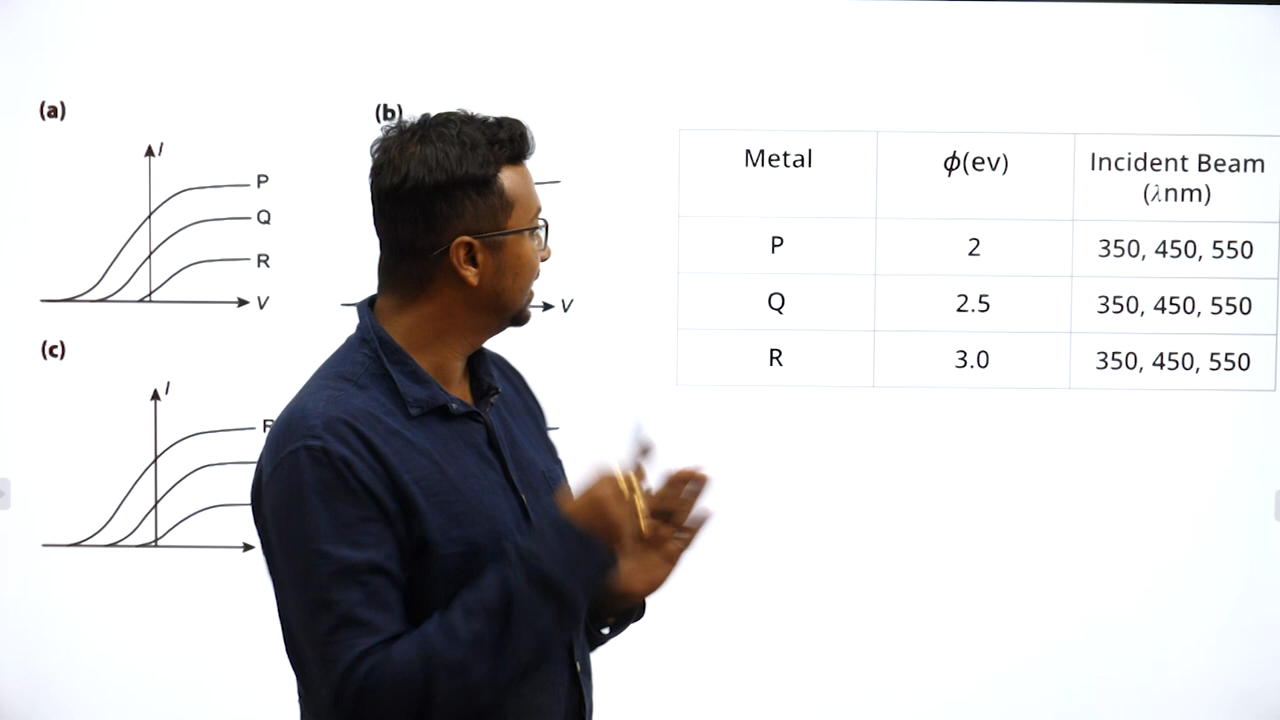 (a)
I
P
Q
R
V
(b)
V
(c)
I
Metal
ϕ(ev)
Incident Beam
(λnm)
P
2
350, 450, 550
Q
2.5
350, 450, 550
R
3.0
350, 450, 550